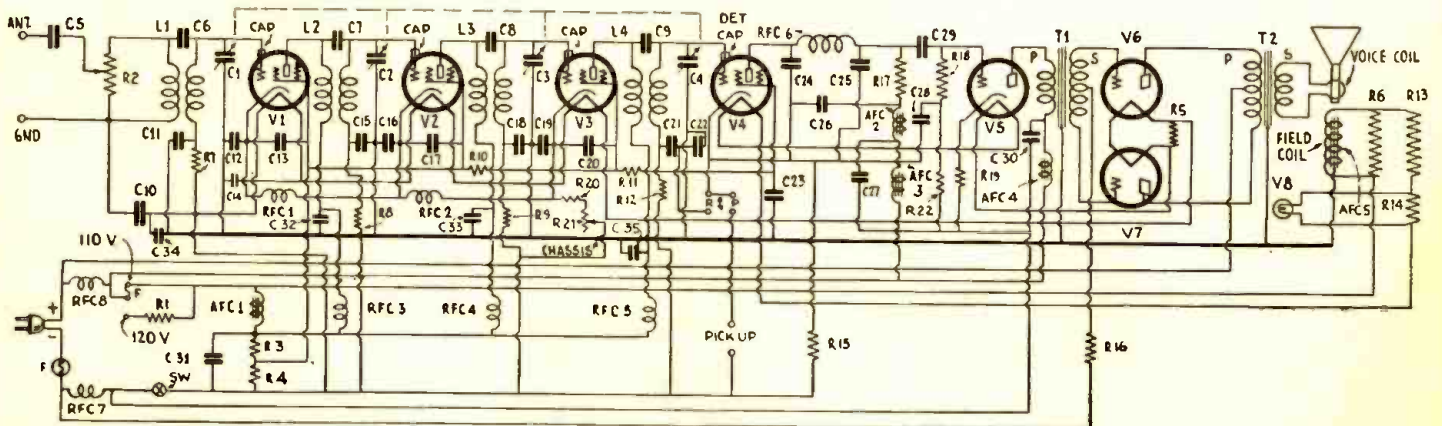 ANT. C5 L1 C6 CAP L2 C7 CAP L3 C8 CAP L4 C9 DET CAP RFC 6 C29 R18 T1 V6 T2
R2 C1 C2 C3 C4 C24 C25 R17 P S P S VOICE COIL
GND C11 V1 V2 V3 V4 C26 C28 V5 R5 R6 R13
C12 C13 C15 C16 C17 R10 C18 C19 C20 C21 C22 AFC 2 C30 FIELD COIL
C14 R11 C23 C27 AFC 3 R19 AFC 4 V8
C10 RFC 1 C32 R8 RFC 2 C33 R20 R21 R9 R12 R22 V7 AFC5 R14
C34 CHASSIS C35
110 V
RFC8 F R1 AFC 1 RFC 3 RFC4 RFC 5
+
-
120 V PICK UP
F C31 R3 R15 R16
SW R4
RFC7